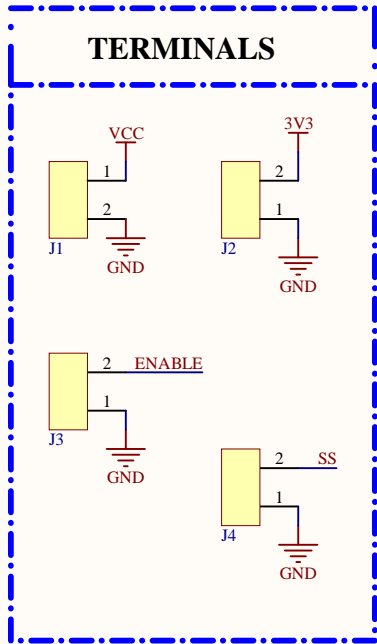 TERMINALS
VCC
1
2
J1
GND
3V3
2
1
J2
GND
2 ENABLE
1
J3
GND
2 SS
1
J4
GND